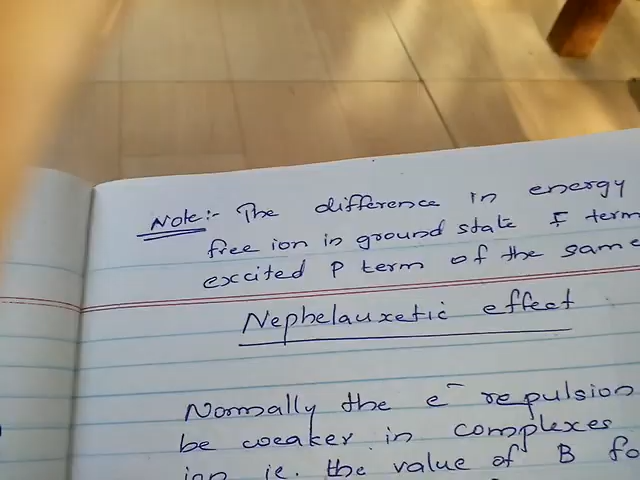 Note:- The difference in energy
free ion in ground state F term
excited P term of the same
Nephelauxetic effect
Normally the e⁻ repulsion
be weaker in complexes
ion ie. the value of B fo